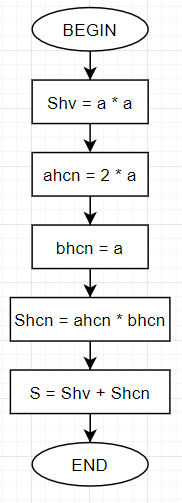 BEGIN
Shv = a * a
ahcn = 2 * a
bhcn = a
Shcn = ahcn * bhcn
S = Shv + Shcn
END